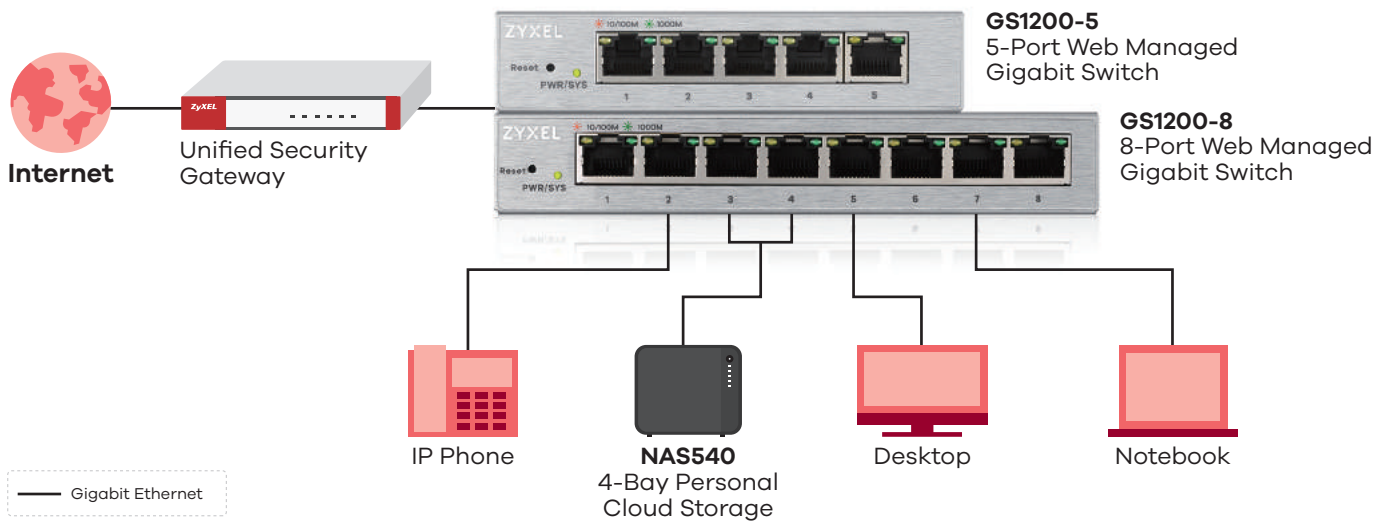 ZYXEL
10/100M 1000M
Reset
PWR/SYS
1 2 3 4 5
GS1200-5
5-Port Web Managed
Gigabit Switch
ZYXEL
10/100M 1000M
Reset
PWR/SYS
1 2 3 4 5 6 7 8
GS1200-8
8-Port Web Managed
Gigabit Switch
Internet
ZyXEL
Unified Security
Gateway
IP Phone
NAS540
4-Bay Personal
Cloud Storage
Desktop
Notebook
Gigabit Ethernet